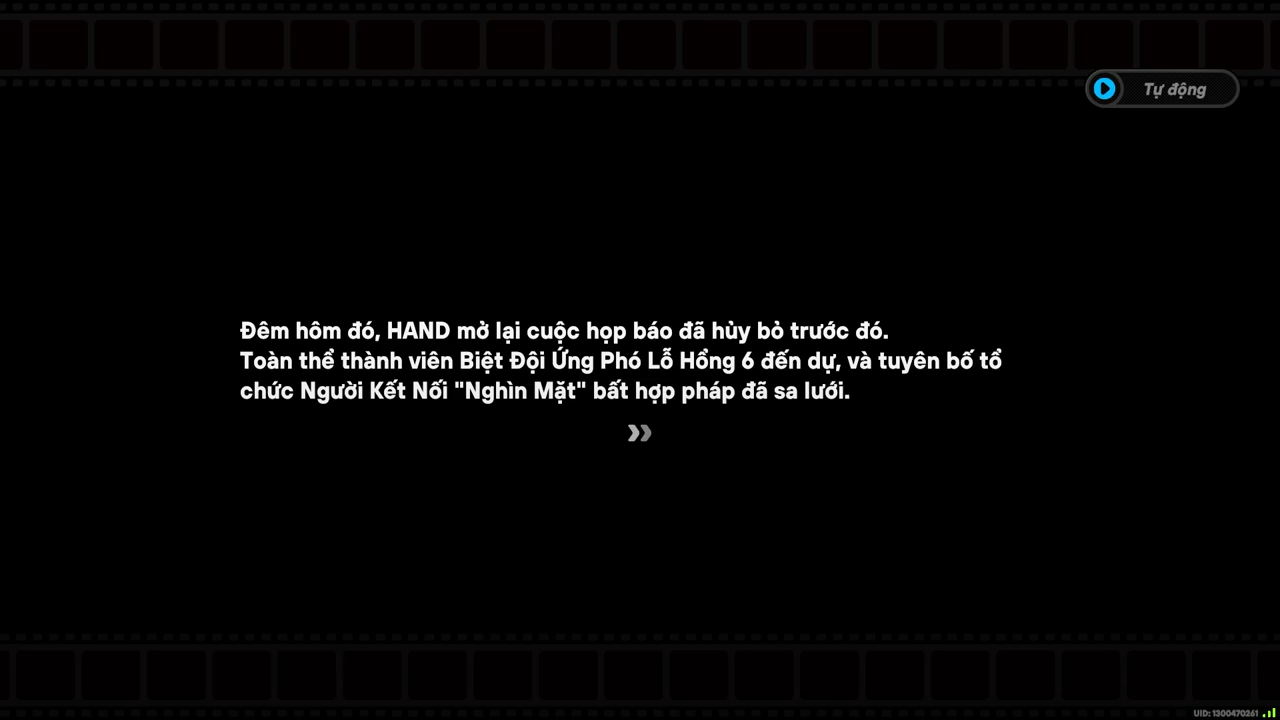 Tự động
Đêm hôm đó, HAND mở lại cuộc họp báo đã hủy bỏ trước đó.
Toàn thể thành viên Biệt Đội Ứng Phó Lỗ Hổng 6 đến dự, và tuyên bố tổ
chức Người Kết Nối "Nghìn Mặt" bất hợp pháp đã sa lưới.
UID: 1300470261